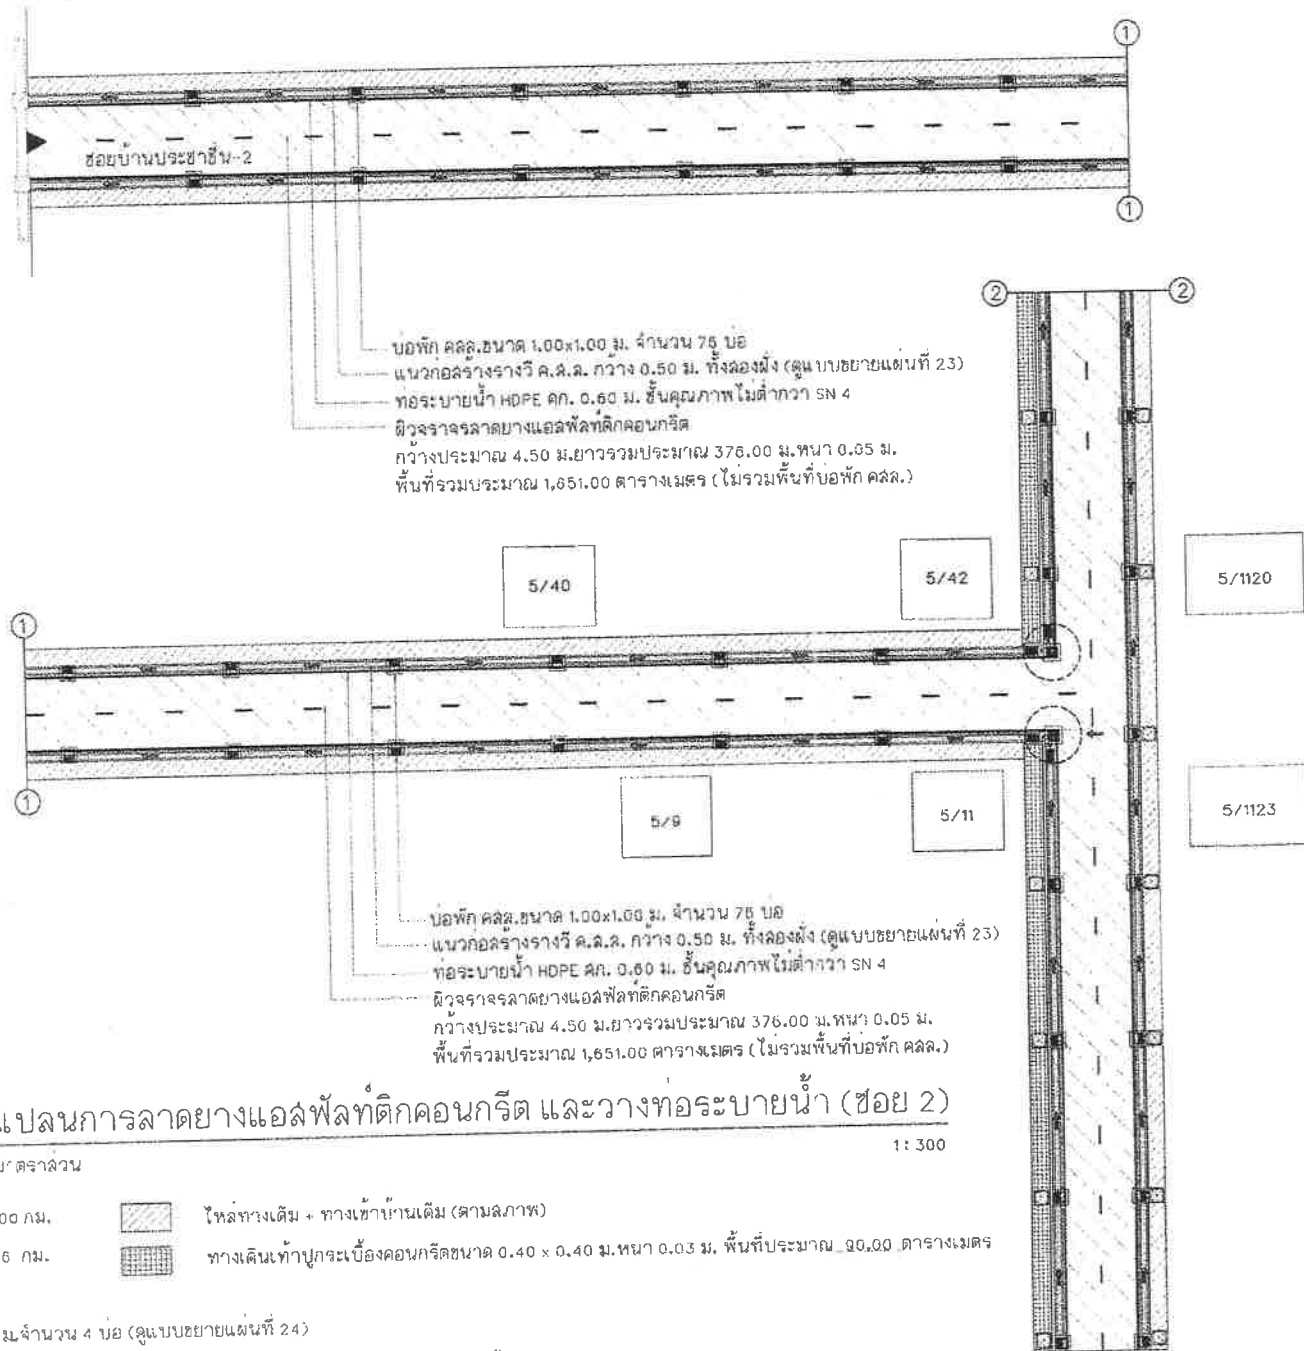 1
ซอยบ้านประชาชื่น-2
1
2
2
บ่อพัก คสล.ขนาด 1.00x1.00 ม. จำนวน 76 บ่อ
แนวก่อสร้างรางวี ค.ส.ล. กว้าง 0.50 ม. ทั้งสองฝั่ง (ดูแบบขยายแผ่นที่ 23)
ท่อระบายน้ำ HDPE ศก. 0.60 ม. ชั้นคุณภาพไม่ต่ำกว่า SN 4
ผิวจราจรลาดยางแอสฟัลท์ติกคอนกรีต
กว้างประมาณ 4.50 ม.ยาวรวมประมาณ 376.00 ม.หนา 0.05 ม.
พื้นที่รวมประมาณ 1,651.00 ตารางเมตร (ไม่รวมพื้นที่บ่อพัก คสล.)
5/40
5/42
5/1120
1
1
5/9
5/11
5/1123
บ่อพัก คสล.ขนาด 1.00x1.00 ม. จำนวน 76 บ่อ
แนวก่อสร้างรางวี ค.ส.ล. กว้าง 0.50 ม. ทั้งสองฝั่ง (ดูแบบขยายแผ่นที่ 23)
ท่อระบายน้ำ HDPE ศก. 0.60 ม. ชั้นคุณภาพไม่ต่ำกว่า SN 4
ผิวจราจรลาดยางแอสฟัลท์ติกคอนกรีต
กว้างประมาณ 4.50 ม.ยาวรวมประมาณ 376.00 ม.หนา 0.05 ม.
พื้นที่รวมประมาณ 1,651.00 ตารางเมตร (ไม่รวมพื้นที่บ่อพัก คสล.)
แปลนการลาดยางแอสฟัลท์ติกคอนกรีต และวางท่อระบายน้ำ (ซอย 2)
มาตราส่วน 1:300
00 กม. ไหล่ทางเดิม + ทางเข้าบ้านเดิม (ตามสภาพ)
6 กม. ทางเดินเท้าปูกระเบื้องคอนกรีตขนาด 0.40 x 0.40 ม.หนา 0.03 ม. พื้นที่ประมาณ 90.00 ตารางเมตร
ม.จำนวน 4 บ่อ (ดูแบบขยายแผ่นที่ 24)